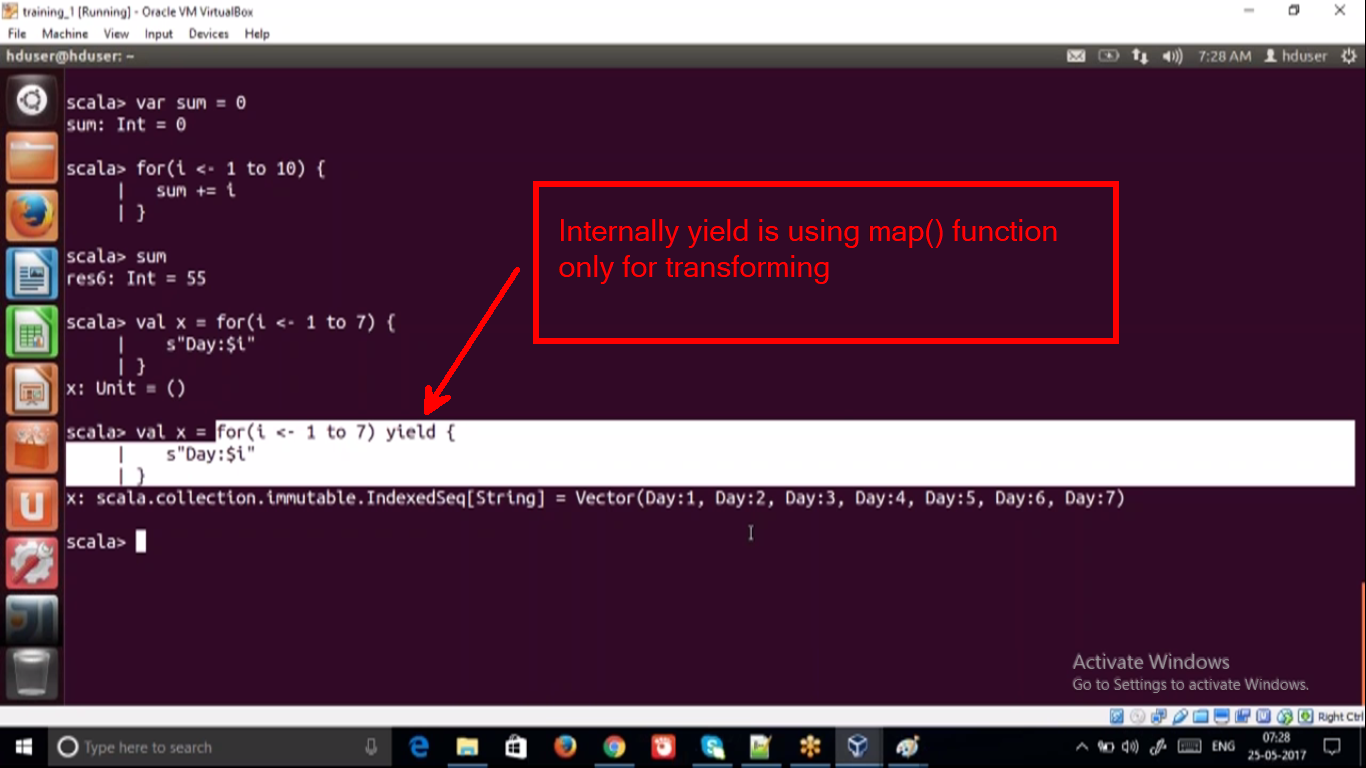 training_1 [Running] - Oracle VM VirtualBox
File Machine View Input Devices Help
hduser@hduser: ~ 7:28 AM hduser
scala> var sum = 0
sum: Int = 0
scala> for(i <- 1 to 10) {
| sum += i
| }
scala> sum
res6: Int = 55
scala> val x = for(i <- 1 to 7) {
| s"Day:$i"
| }
x: Unit = ()
Internally yield is using map() function
only for transforming
scala> val x = for(i <- 1 to 7) yield {
| s"Day:$i"
| }
x: scala.collection.immutable.IndexedSeq[String] = Vector(Day:1, Day:2, Day:3, Day:4, Day:5, Day:6, Day:7)
scala>
Activate Windows
Go to Settings to activate Windows.
Right Ctrl
Type here to search
ENG
07:28
25-05-2017